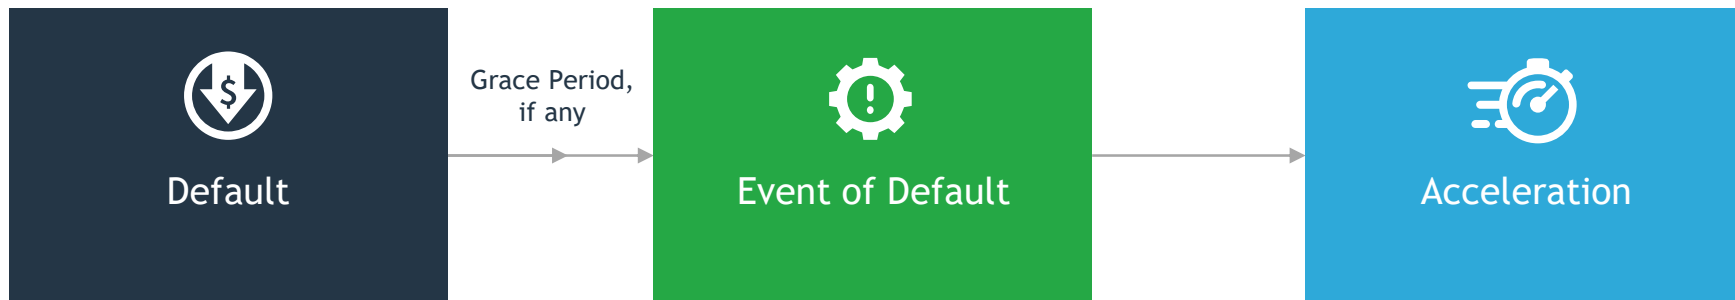 Default
Grace Period,
if any
Event of Default
Acceleration
$
!